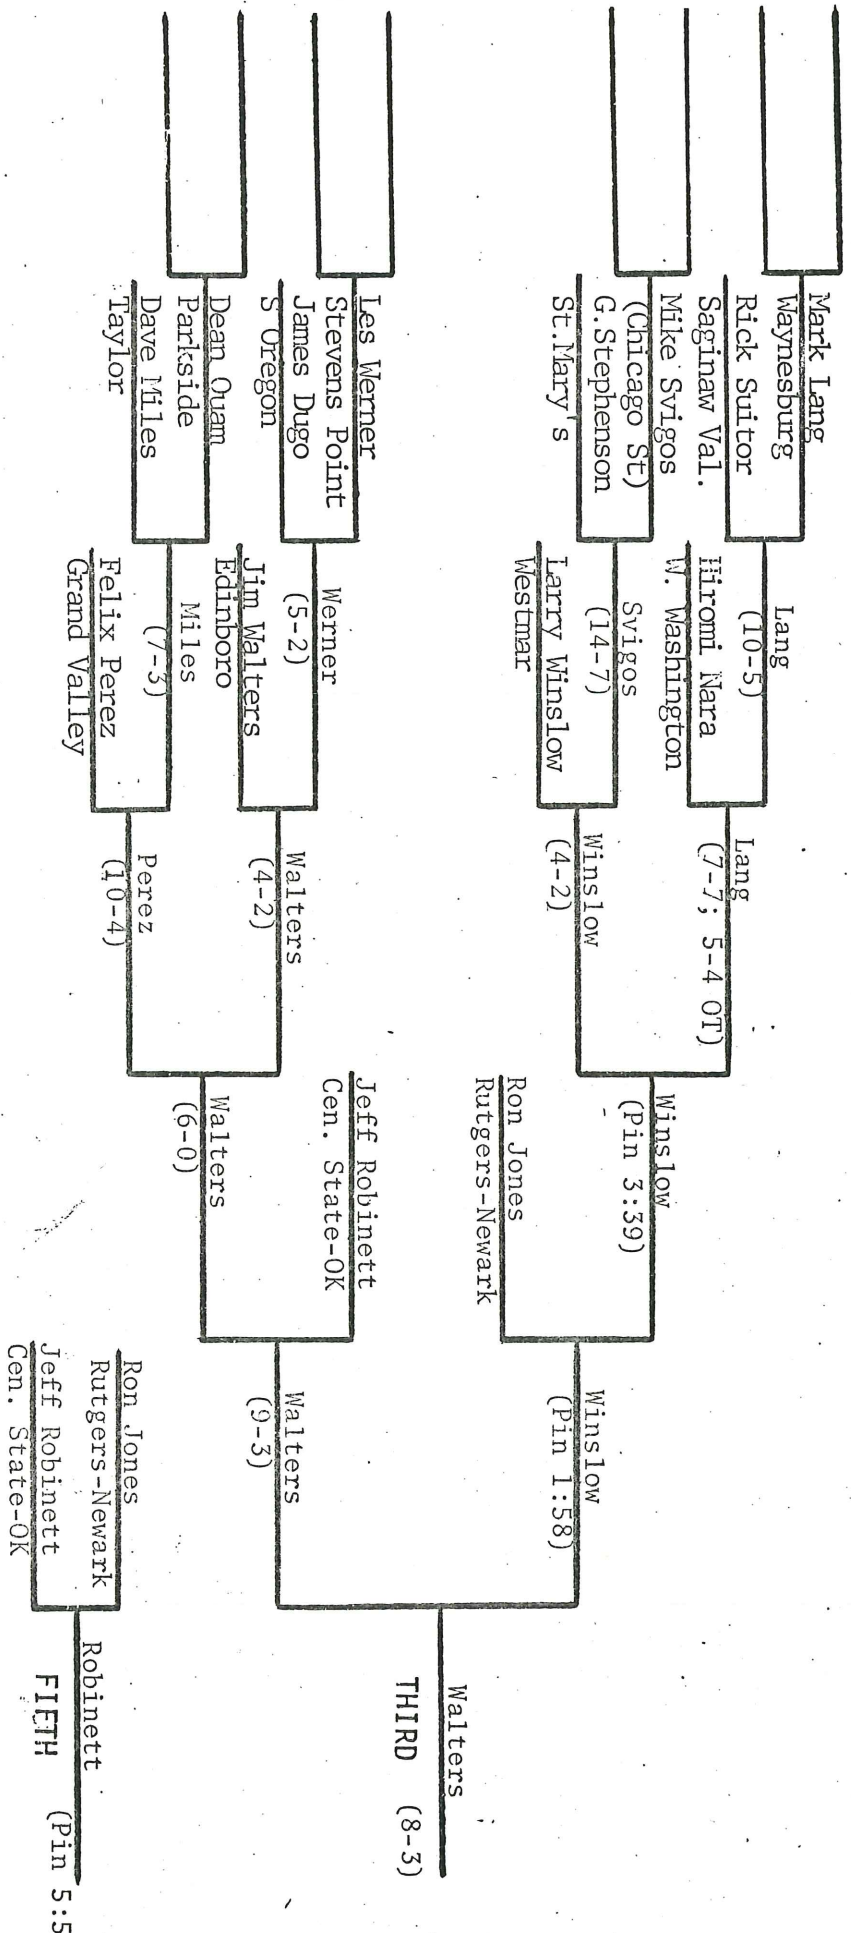 Mark Lang
Waynesburg
Rick Suitor
Saginaw Val.
Mike Svigos
(Chicago St)
G.Stephenson
St.Mary's
Les Werner
Stevens Point
James Dugo
S Oregon
Dean Quam
Parkside
Dave Miles
Taylor
Lang
(10-5)
Hiromi Nara
W. Washington
Svigos
(14-7)
Larry Winslow
Westmar
Werner
(5-2)
Jim Walters
Edinboro
Miles
(7-3)
Felix Perez
Grand Valley
Lang
(7-7; 5-4 OT)
Winslow
(4-2)
Walters
(4-2)
Perez
(10-4)
Winslow
(Pin 3:39)
Ron Jones
Rutgers-Newark
Jeff Robinett
Cen. State-OK
Walters
(6-0)
Winslow
(Pin 1:58)
Walters
(9-3)
Ron Jones
Rutgers-Newark
Jeff Robinett
Cen. State-OK
Walters
THIRD (8-3)
Robinett
FIFTH (Pin 5:5